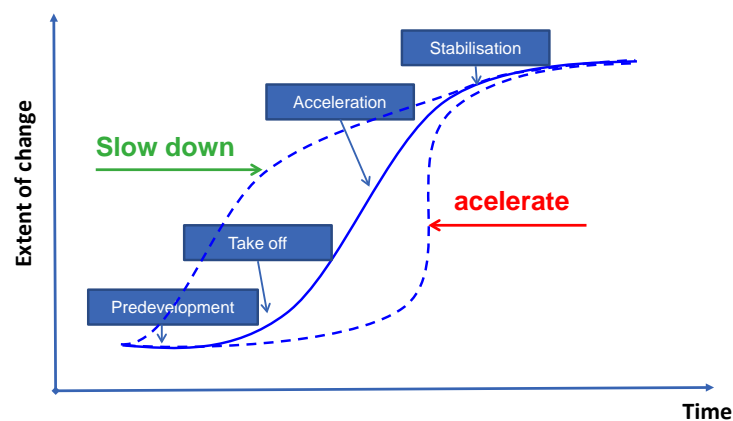 Stabilisation
Acceleration
Slow down
acelerate
Take off
Predevelopment
Extent of change
Time